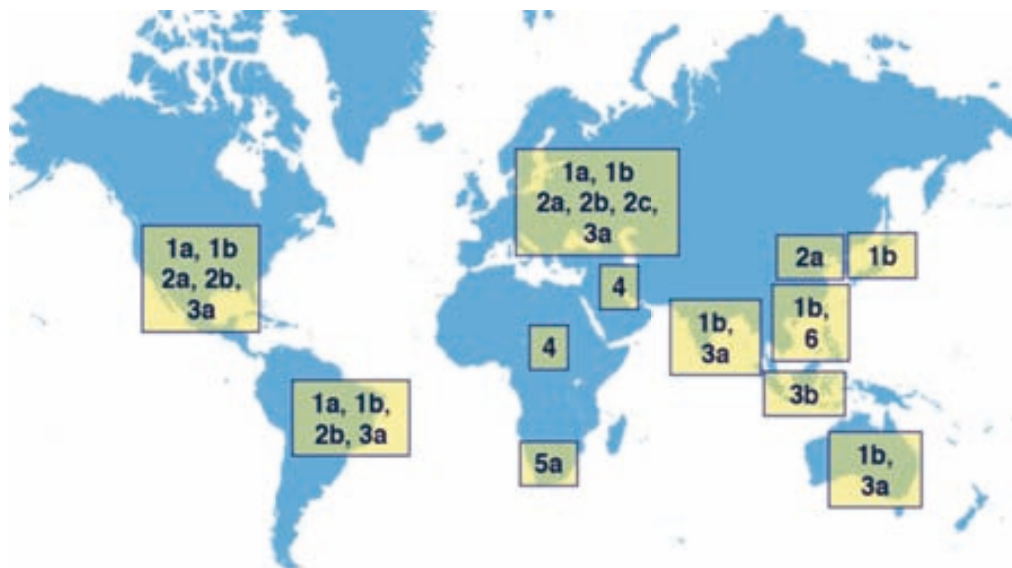 1a, 1b
2a, 2b, 2c,
3a
1a, 1b
2a, 2b,
3a
2a
1b
4
1b,
6
1b,
3a
4
3b
1a, 1b,
2b, 3a
5a
1b,
3a